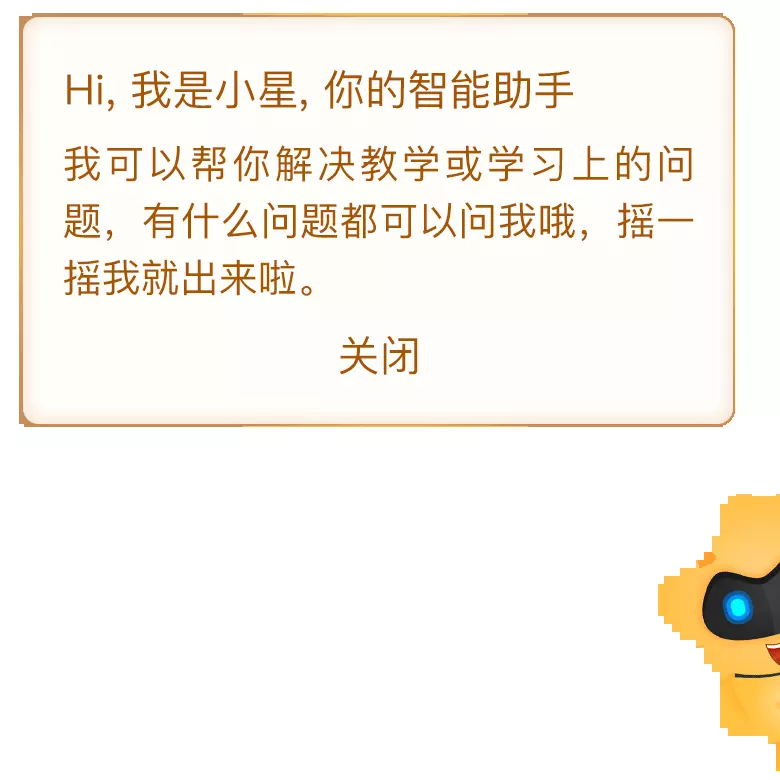 Hi, 我是小星, 你的智能助手
我可以帮你解决教学或学习上的问
题，有什么问题都可以问我哦，摇一
摇我就出来啦。
关闭